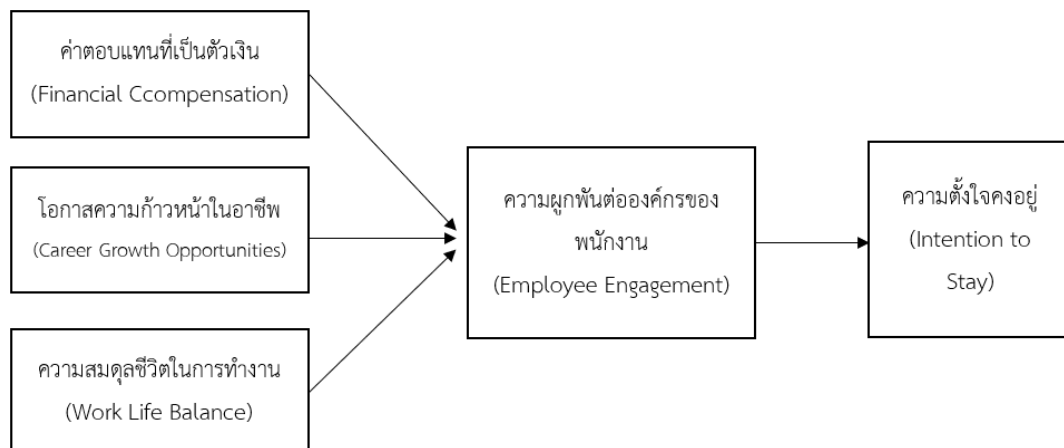 ค่าตอบแทนที่เป็นตัวเงิน
(Financial Ccompensation)
โอกาสความก้าวหน้าในอาชีพ
(Career Growth Opportunities)
ความสมดุลชีวิตในการทำงาน
(Work Life Balance)
ความผูกพันต่อองค์กรของ
พนักงาน
(Employee Engagement)
ความตั้งใจคงอยู่
(Intention to
Stay)